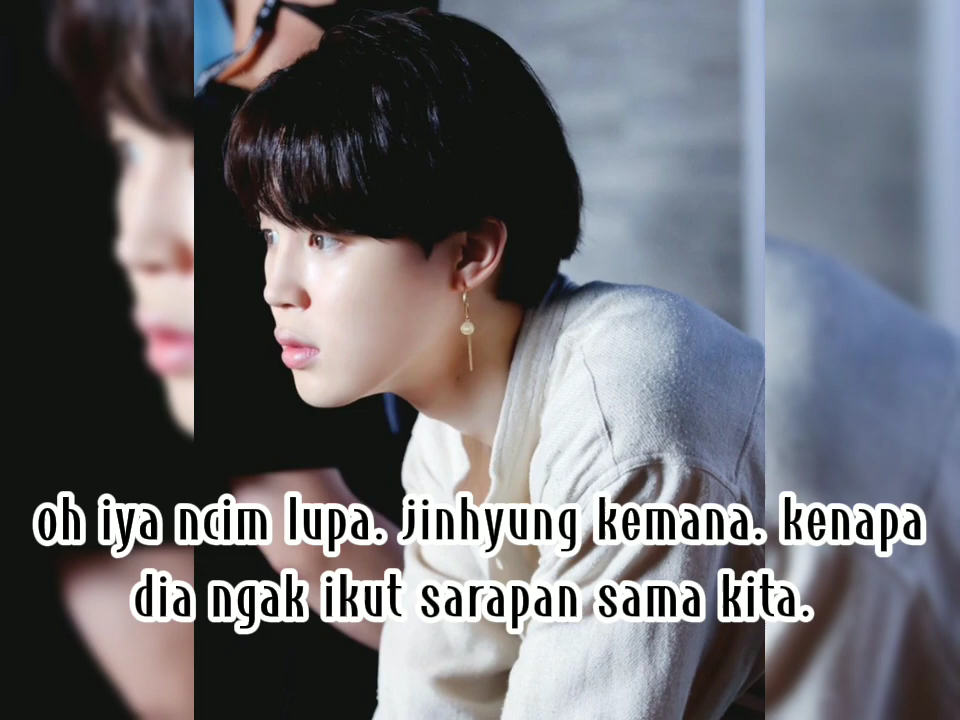 oh iya ncim lupa. jinhyung kemana. kenapa
dia ngak ikut sarapan sama kita.